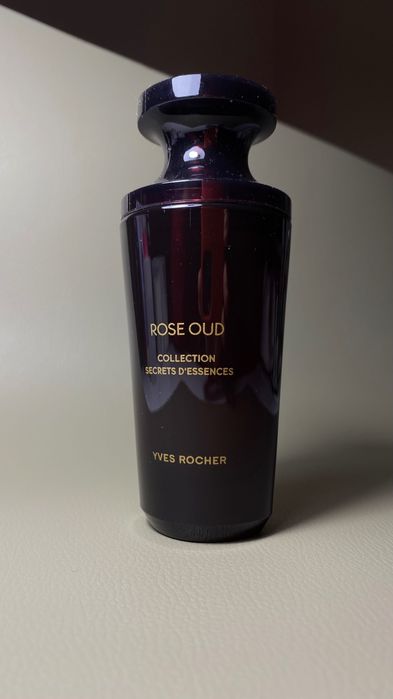 ROSE OUD
COLLECTION
SECRETS D'ESSENCES
YVES ROCHER